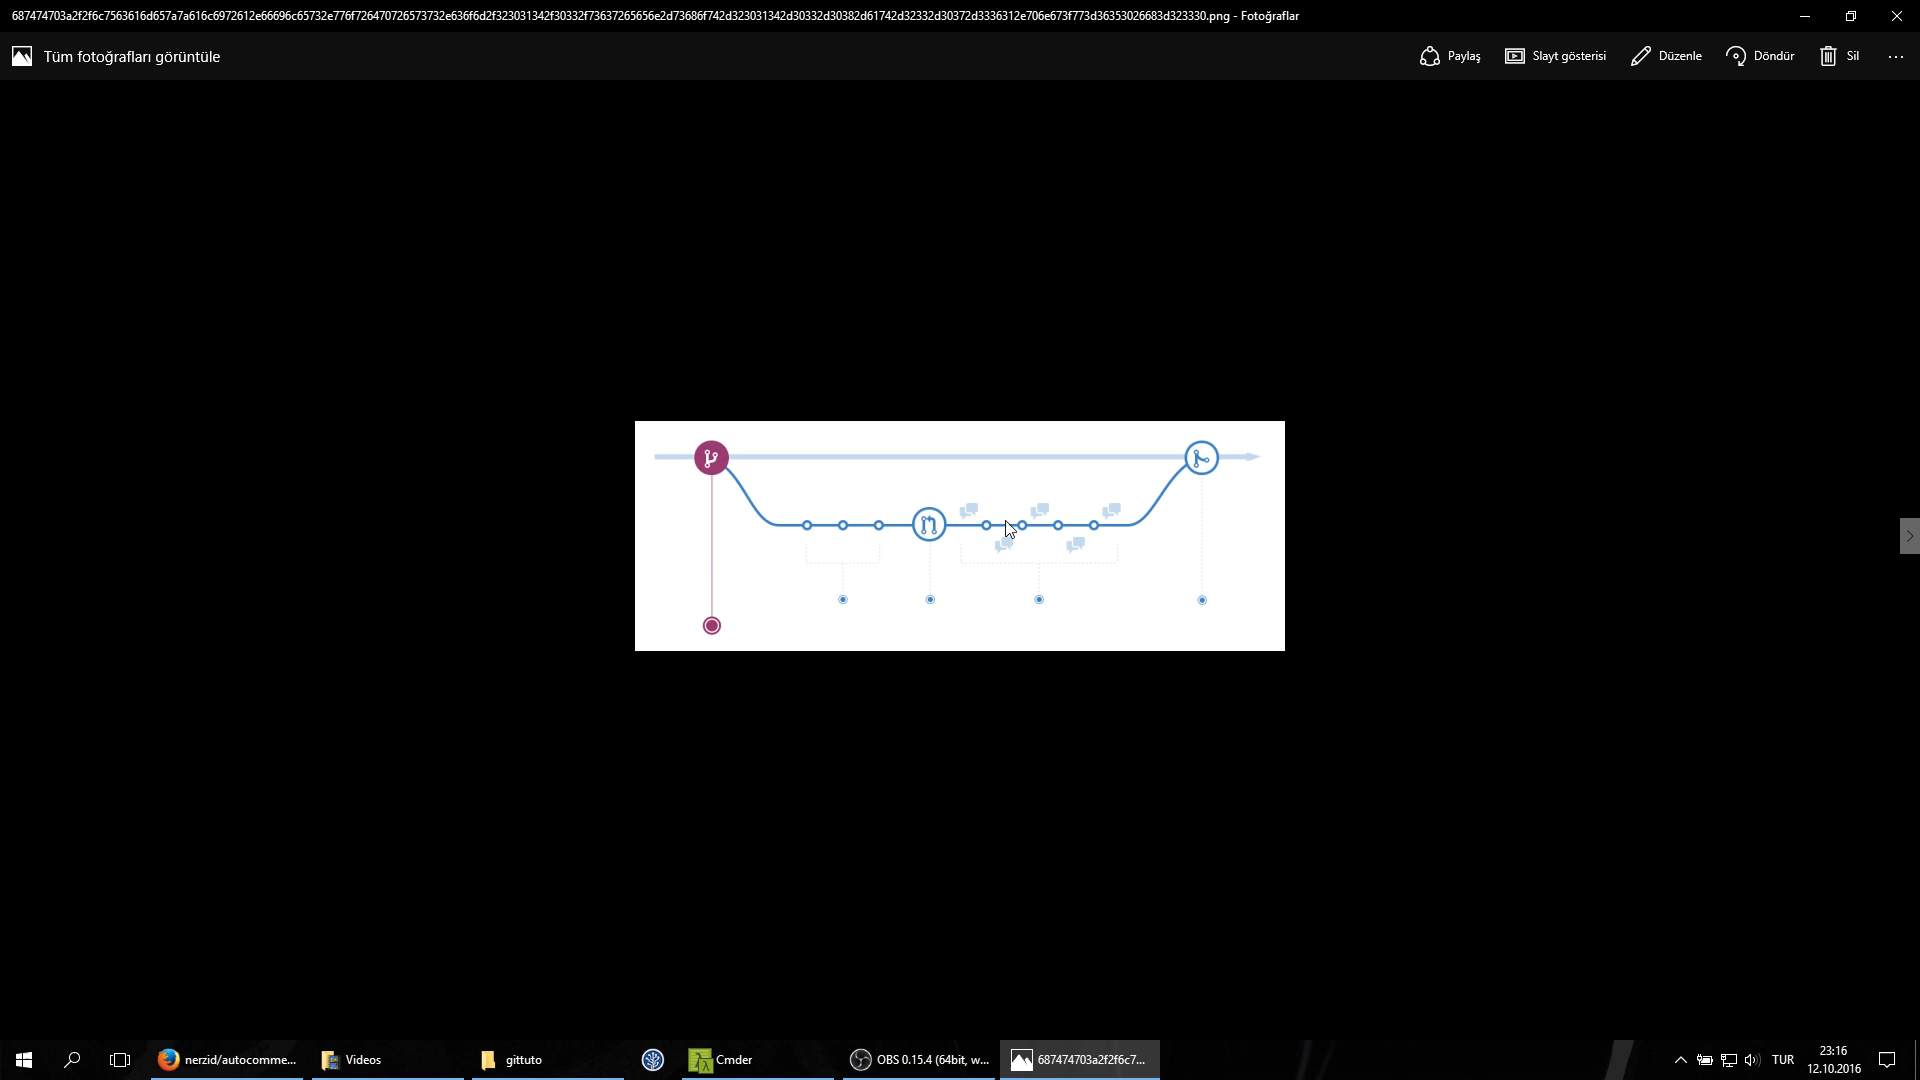 687474703a2f2f6c7563616d657a7a616c6972612e66696c65732e776f726470726573732e636f6d2f323031342f30332f73637265656e2d73686f742d323031342d30332d30382d61742d32332d30372d3336312e706e673f773d36353026683d323330.png - Fotoğraflar
Tüm fotoğrafları görüntüle
Paylaş
Slayt gösterisi
Düzenle
Döndür
Sil
nerzid/autocomme...
Videos
gittuto
Cmder
OBS 0.15.4 (64bit, w...
687474703a2f2f6c7...
TUR
23:16
12.10.2016